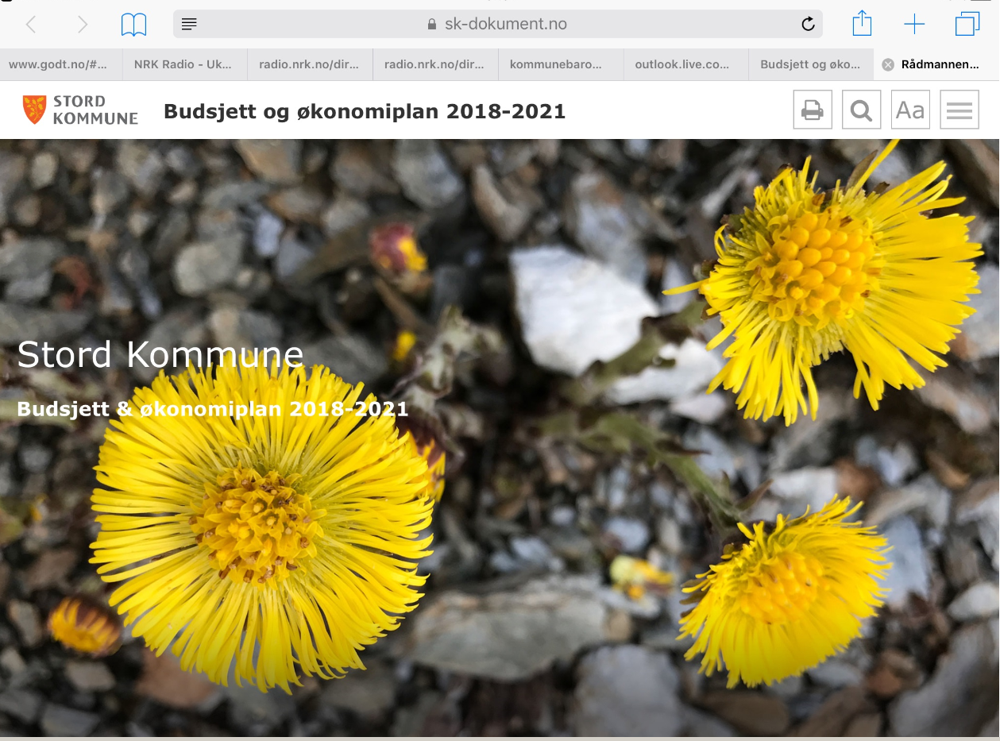 sk-dokument.no
www.godt.no/#...
NRK Radio - Uk...
radio.nrk.no/dir...
radio.nrk.no/dir...
kommunebaro...
outlook.live.co...
Budsjett og øko...
Rådmannen...
STORD
KOMMUNE
Budsjett og økonomiplan 2018-2021
Aa
Stord Kommune
Budsjett & økonomiplan 2018-2021